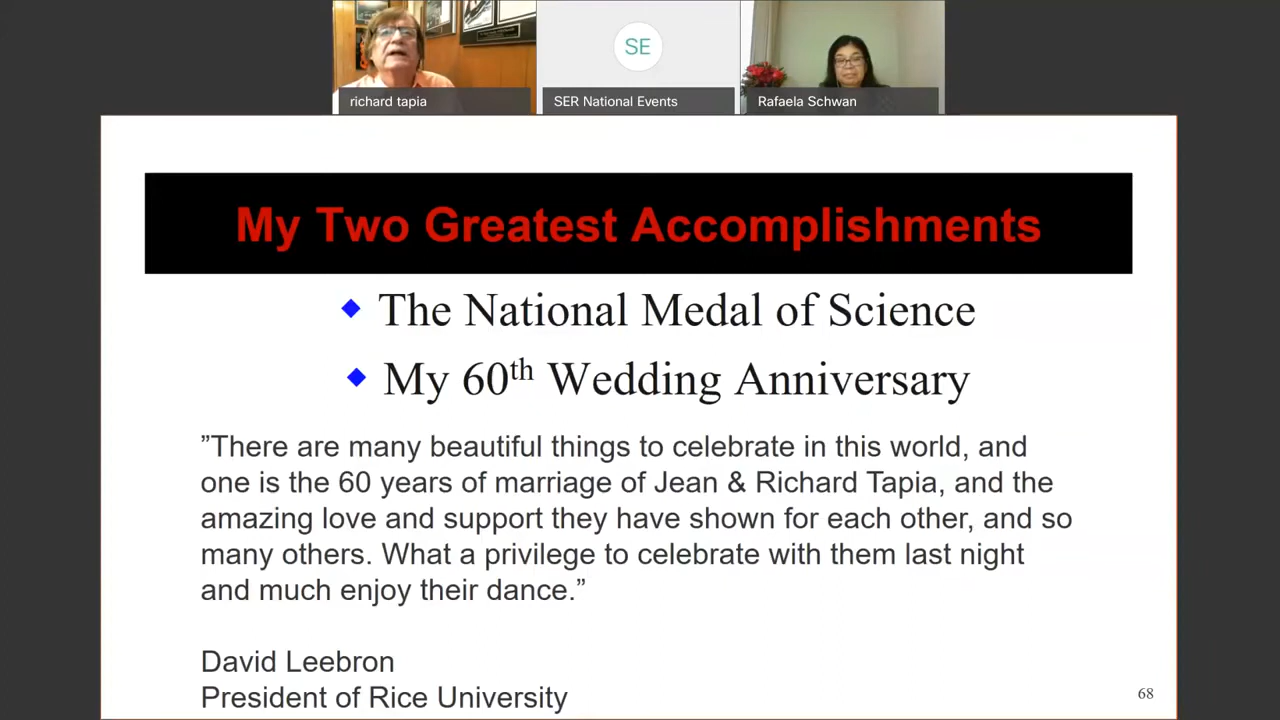 richard tapia
SE
SER National Events
Rafaela Schwan
My Two Greatest Accomplishments
The National Medal of Science
My 60th Wedding Anniversary
”There are many beautiful things to celebrate in this world, and
one is the 60 years of marriage of Jean & Richard Tapia, and the
amazing love and support they have shown for each other, and so
many others. What a privilege to celebrate with them last night
and much enjoy their dance.”
David Leebron
President of Rice University
68